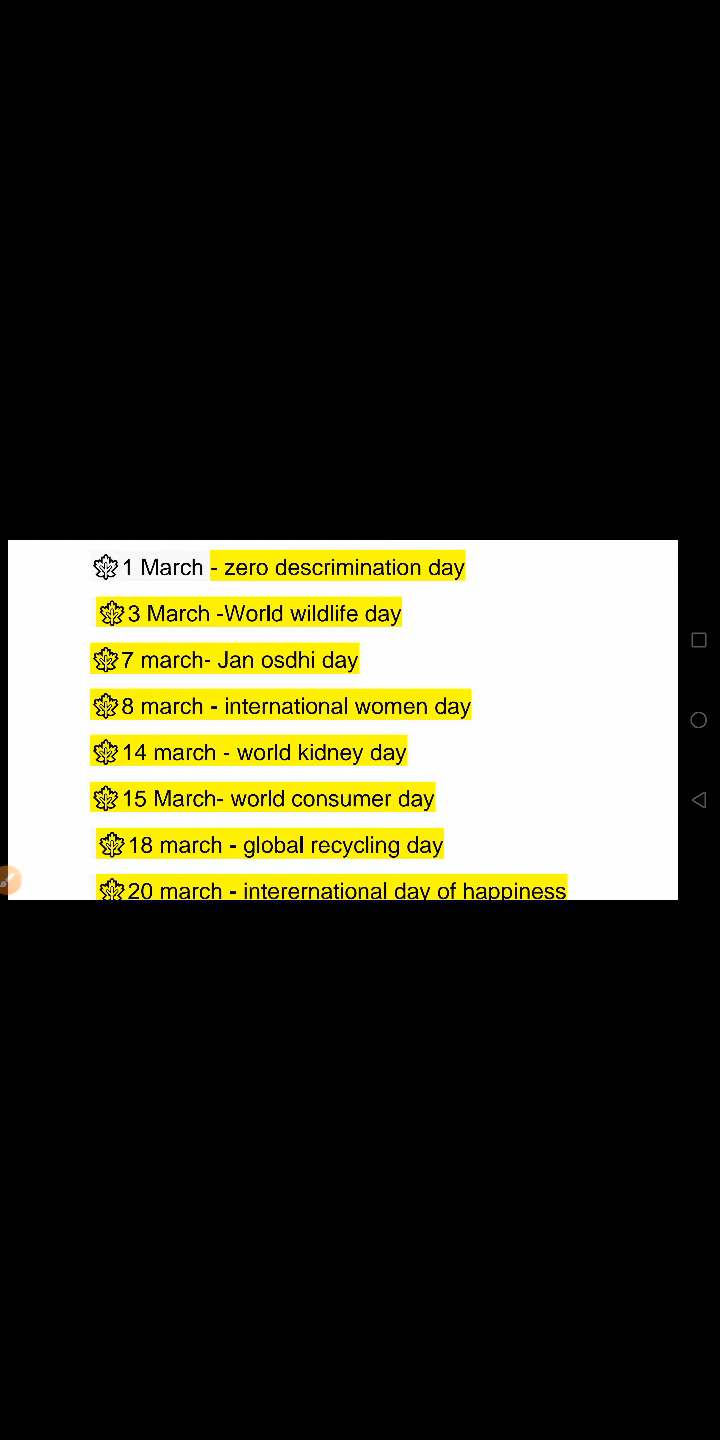 1 March - zero descrimination day
3 March -World wildlife day
7 march- Jan osdhi day
8 march - international women day
14 march - world kidney day
15 March- world consumer day
18 march - global recycling day
20 march - interernational day of happiness